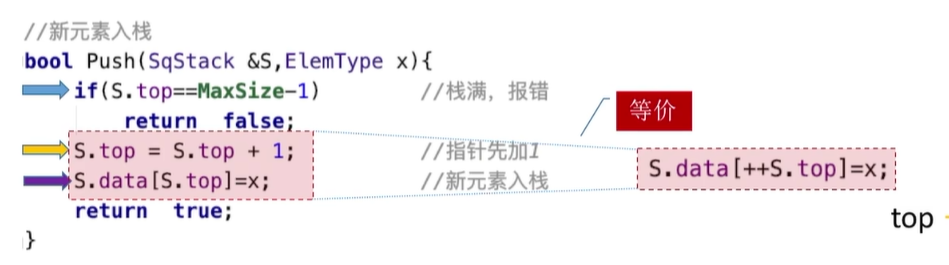 //新元素入栈
bool Push(SqStack &S,ElemType x){
if(S.top==MaxSize-1) //栈满，报错
return false;
S.top = S.top + 1; //指针先加1
S.data[S.top]=x; //新元素入栈
return true;
}
等价
S.data[++S.top]=x;
top